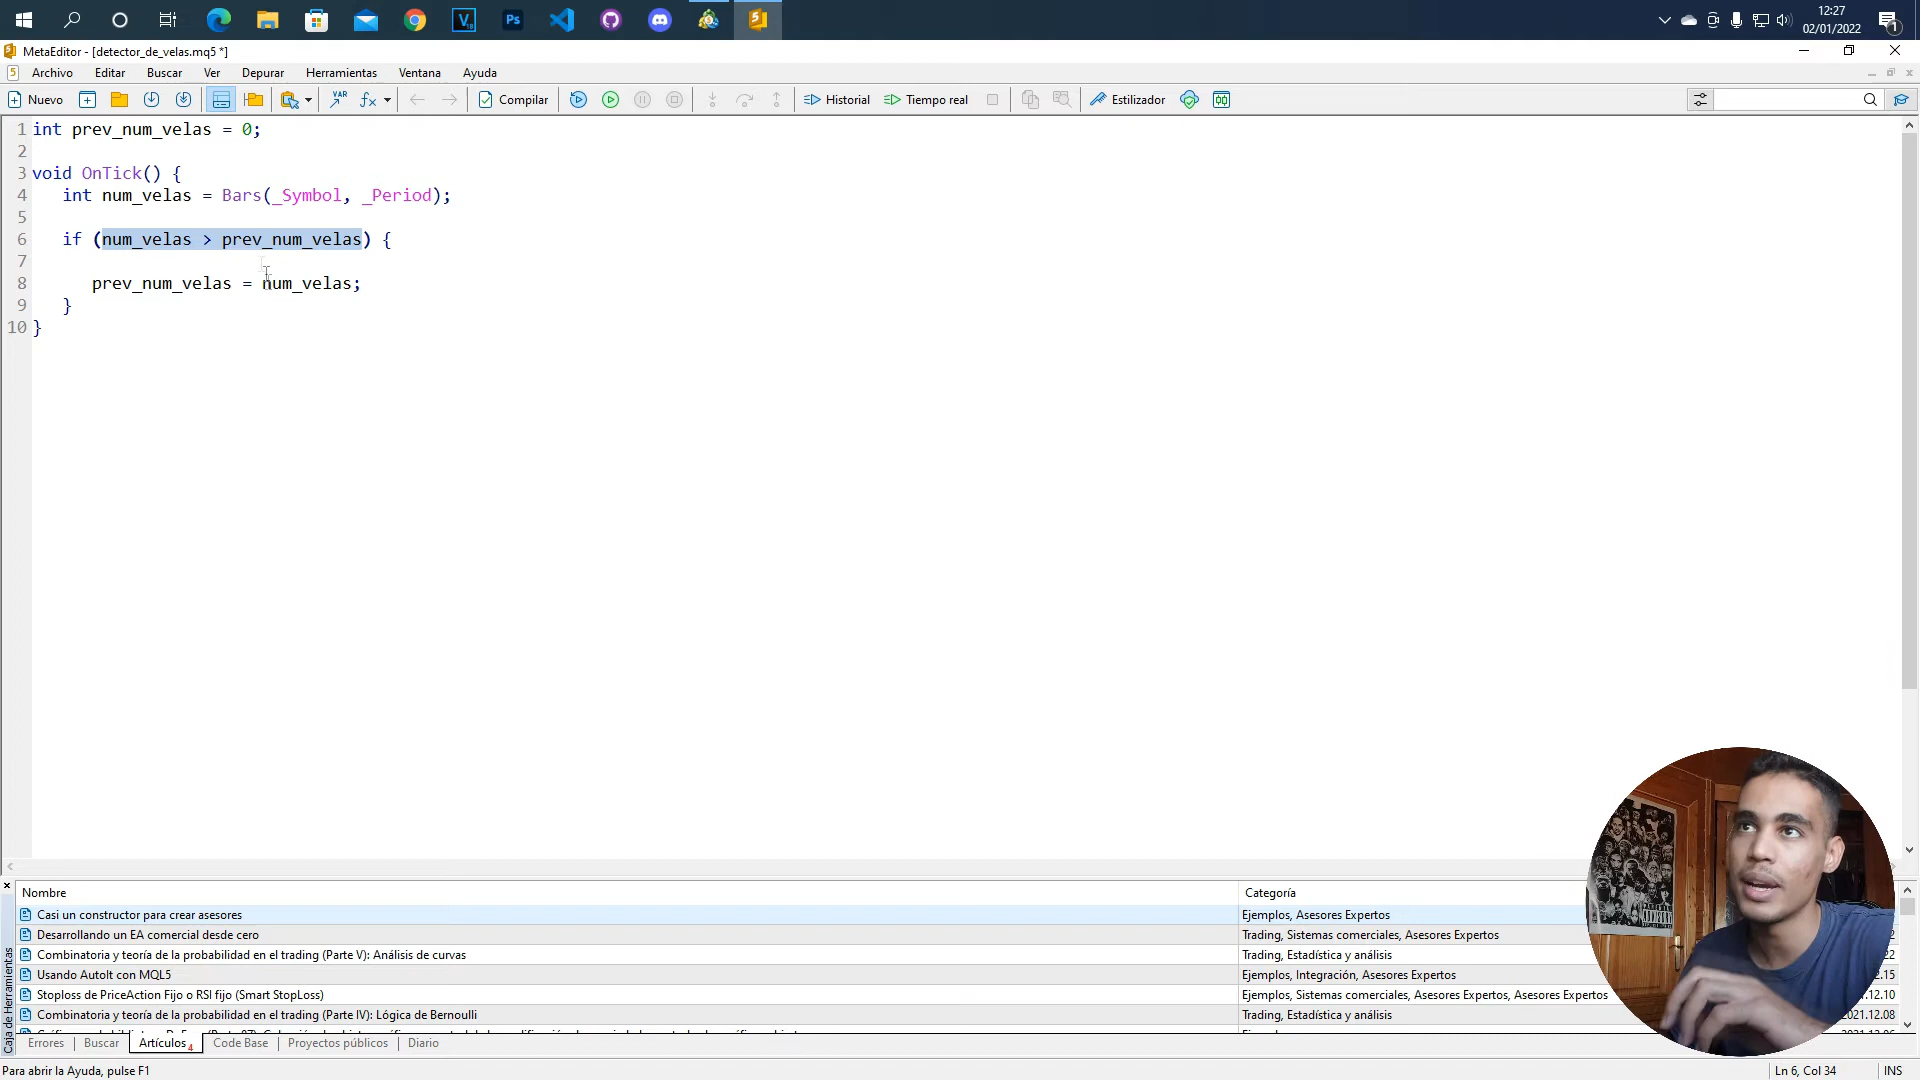 12:27
02/01/2022
1
MetaEditor - [detector_de_velas.mq5 *]
Archivo Editar Buscar Ver Depurar Herramientas Ventana Ayuda
Nuevo Compilar Historial Tiempo real Estilizador
1 int prev_num_velas = 0;
2
3 void OnTick() {
4 int num_velas = Bars(_Symbol, _Period);
5
6 if (num_velas > prev_num_velas) {
7
8 prev_num_velas = num_velas;
9 }
10 }
Nombre Categoría
Casi un constructor para crear asesores Ejemplos, Asesores Expertos
Desarrollando un EA comercial desde cero Trading, Sistemas comerciales, Asesores Expertos
Combinatoria y teoría de la probabilidad en el trading (Parte V): Análisis de curvas Trading, Estadística y análisis
Usando AutoIt con MQL5 Ejemplos, Integración, Asesores Expertos
Stoploss de PriceAction Fijo o RSI fijo (Smart StopLoss) Ejemplos, Sistemas comerciales, Asesores Expertos, Asesores Expertos
Combinatoria y teoría de la probabilidad en el trading (Parte IV): Lógica de Bernoulli Trading, Estadística y análisis 2021.12.08
Errores Buscar Artículos 4 Code Base Proyectos públicos Diario
Caja de Herramientas
Para abrir la Ayuda, pulse F1 Ln 6, Col 34 INS